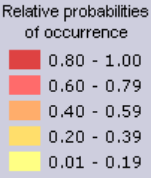 Relative probabilities
of occurrence
0.80 - 1.00
0.60 - 0.79
0.40 - 0.59
0.20 - 0.39
0.01 - 0.19